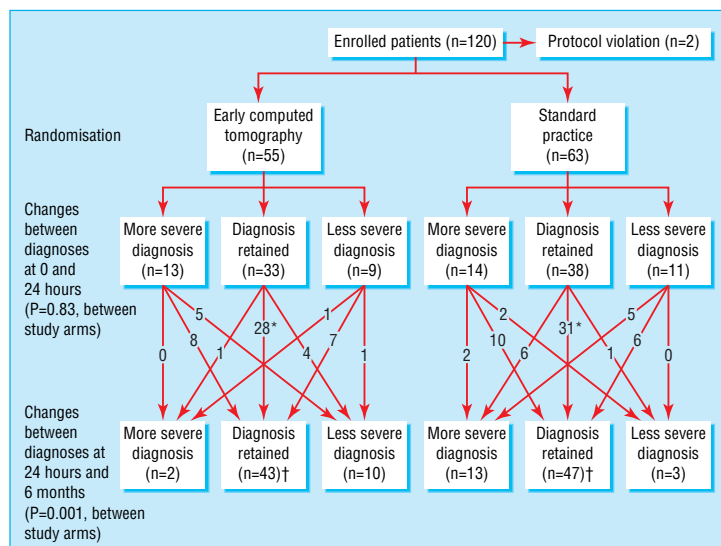 Enrolled patients (n=120)
Protocol violation (n=2)
Randomisation
Early computed
tomography
(n=55)
Standard
practice
(n=63)
Changes
between
diagnoses
at 0 and
24 hours
(P=0.83, between
study arms)
More severe
diagnosis
(n=13)
Diagnosis
retained
(n=33)
Less severe
diagnosis
(n=9)
More severe
diagnosis
(n=14)
Diagnosis
retained
(n=38)
Less severe
diagnosis
(n=11)
0
8
5
1
28*
4
1
7
1
2
10
2
6
31*
1
5
6
0
Changes
between
diagnoses at
24 hours and
6 months
(P=0.001, between
study arms)
More severe
diagnosis
(n=2)
Diagnosis
retained
(n=43)†
Less severe
diagnosis
(n=10)
More severe
diagnosis
(n=13)
Diagnosis
retained
(n=47)†
Less severe
diagnosis
(n=3)